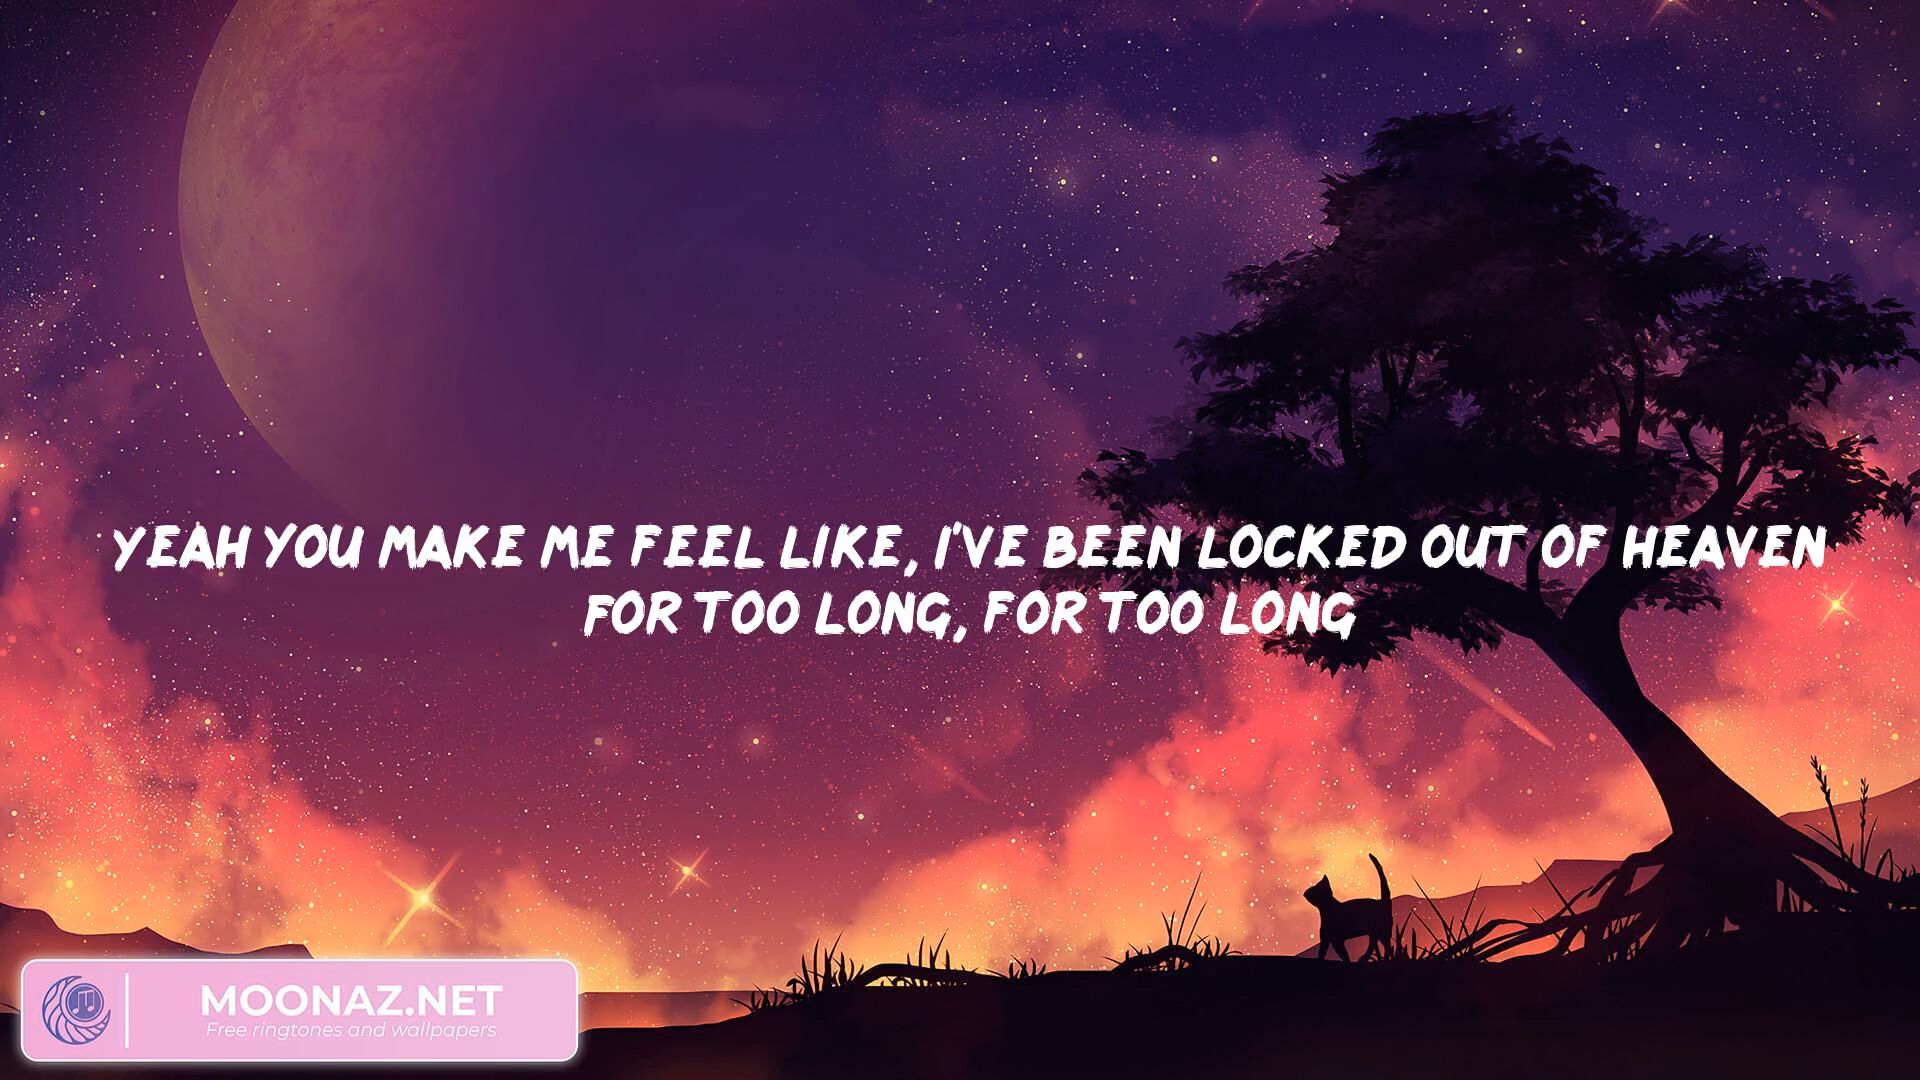 YEAH YOU MAKE ME FEEL LIKE, I'VE BEEN LOCKED OUT OF HEAVEN
FOR TOO LONG, FOR TOO LONG
MOONAZ.NET
Free ringtones and wallpapers